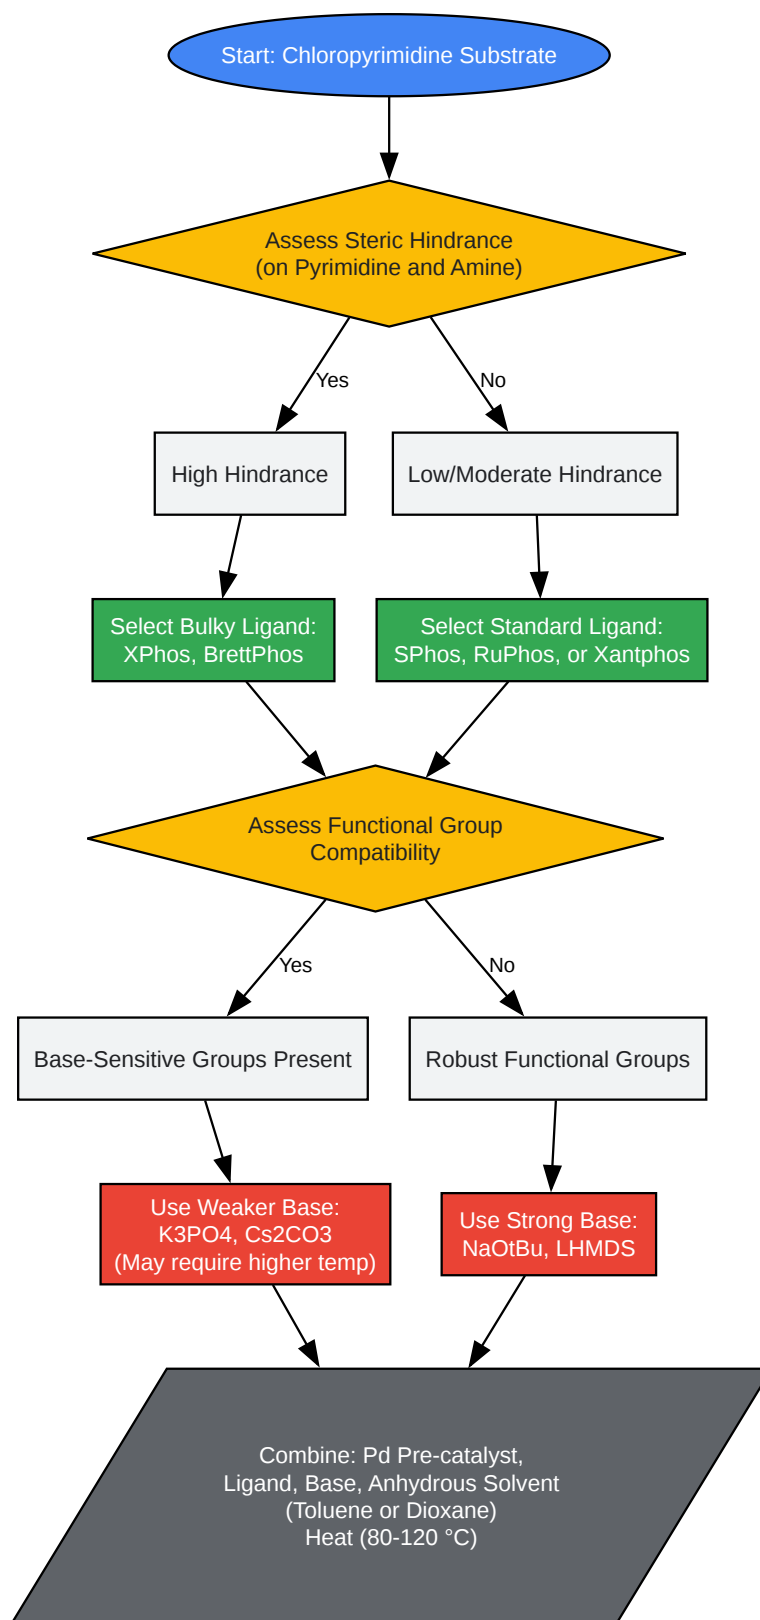 Start: Chloropyrimidine Substrate
Assess Steric Hindrance
(on Pyrimidine and Amine)
Yes
No
High Hindrance
Low/Moderate Hindrance
Select Bulky Ligand:
XPhos, BrettPhos
Select Standard Ligand:
SPhos, RuPhos, or Xantphos
Assess Functional Group
Compatibility
Yes
No
Base-Sensitive Groups Present
Robust Functional Groups
Use Weaker Base:
K3PO4, Cs2CO3
(May require higher temp)
Use Strong Base:
NaOtBu, LHMDS
Combine: Pd Pre-catalyst,
Ligand, Base, Anhydrous Solvent
(Toluene or Dioxane)
Heat (80-120 °C)